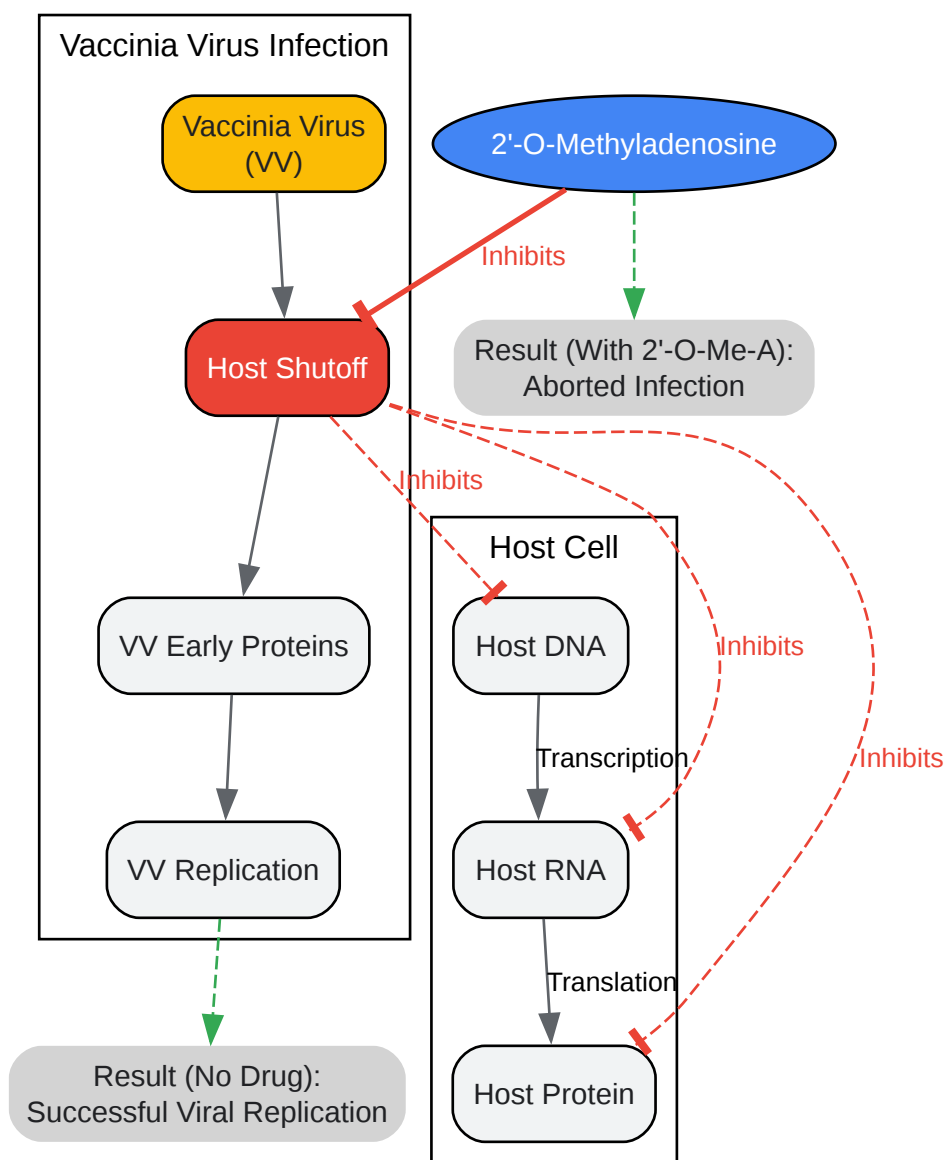 Vaccinia Virus Infection
Vaccinia Virus
(VV)
2'-O-Methyladenosine
Inhibits
Host Shutoff
Result (With 2'-O-Me-A):
Aborted Infection
Inhibits
Host Cell
VV Early Proteins
Host DNA
Inhibits
Transcription
Inhibits
VV Replication
Host RNA
Translation
Result (No Drug):
Successful Viral Replication
Host Protein